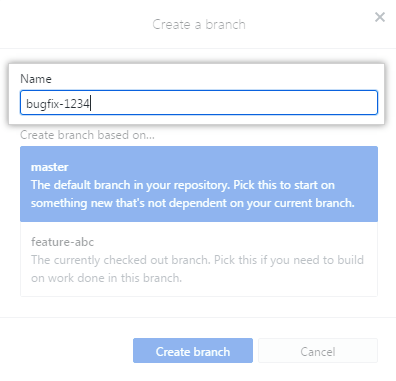 Create a branch
Name
bugfix-1234
Create branch based on...
master
The default branch in your repository. Pick this to start on
something new that's not dependent on your current branch.
feature-abc
The currently checked out branch. Pick this if you need to build
on work done in this branch.
Create branch
Cancel